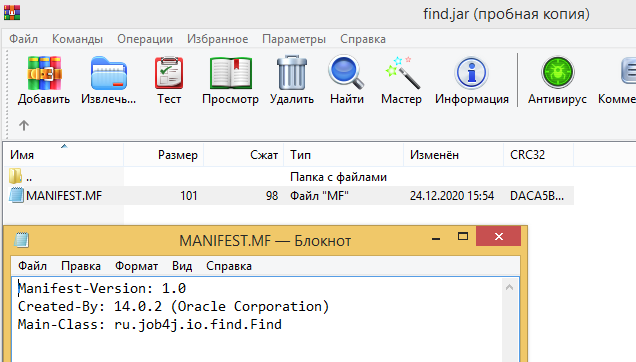 find.jar (пробная копия)
Файл Команды Операции Избранное Параметры Справка
Добавить Извлечь... Тест Просмотр Удалить Найти Мастер Информация Антивирус Комме
Имя Размер Сжат Тип Изменён CRC32
.. Папка с файлами
MANIFEST.MF 101 98 Файл "MF" 24.12.2020 15:54 DACA5B...
MANIFEST.MF — Блокнот
Файл Правка Формат Вид Справка
Manifest-Version: 1.0
Created-By: 14.0.2 (Oracle Corporation)
Main-Class: ru.job4j.io.find.Find